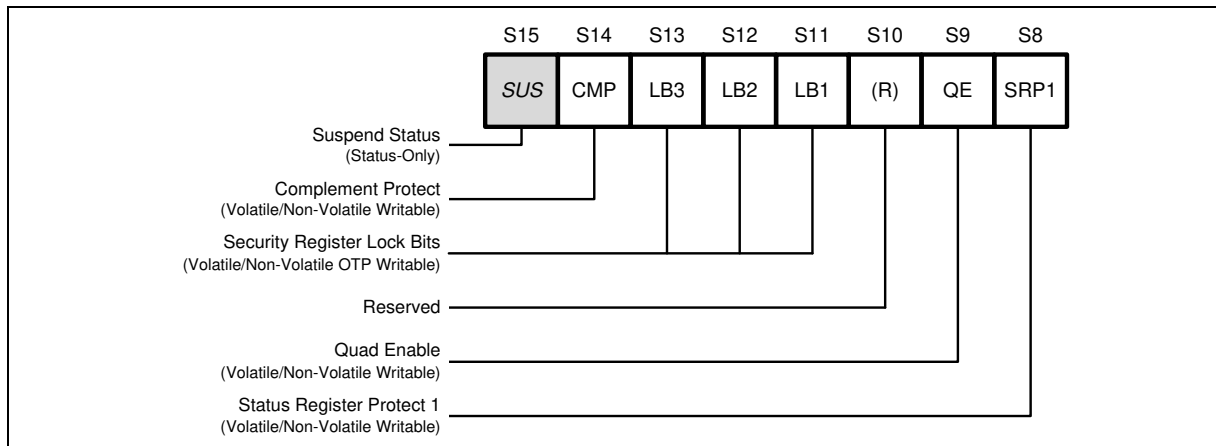 S15 S14 S13 S12 S11 S10 S9 S8
SUS CMP LB3 LB2 LB1 (R) QE SRP1
Suspend Status
(Status-Only)
Complement Protect
(Volatile/Non-Volatile Writable)
Security Register Lock Bits
(Volatile/Non-Volatile OTP Writable)
Reserved
Quad Enable
(Volatile/Non-Volatile Writable)
Status Register Protect 1
(Volatile/Non-Volatile Writable)